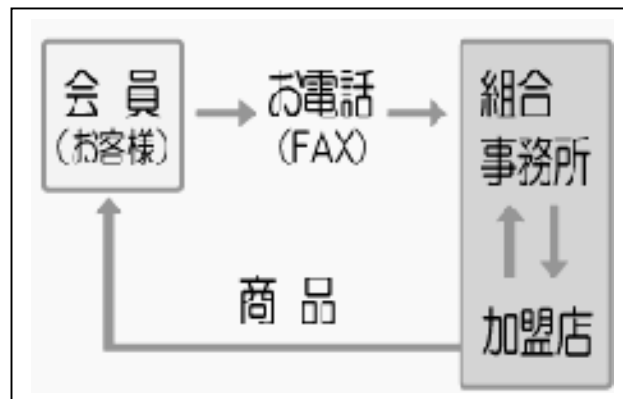 会 員
(お客様)
お電話
(FAX)
組合
事務所
商 品
加盟店